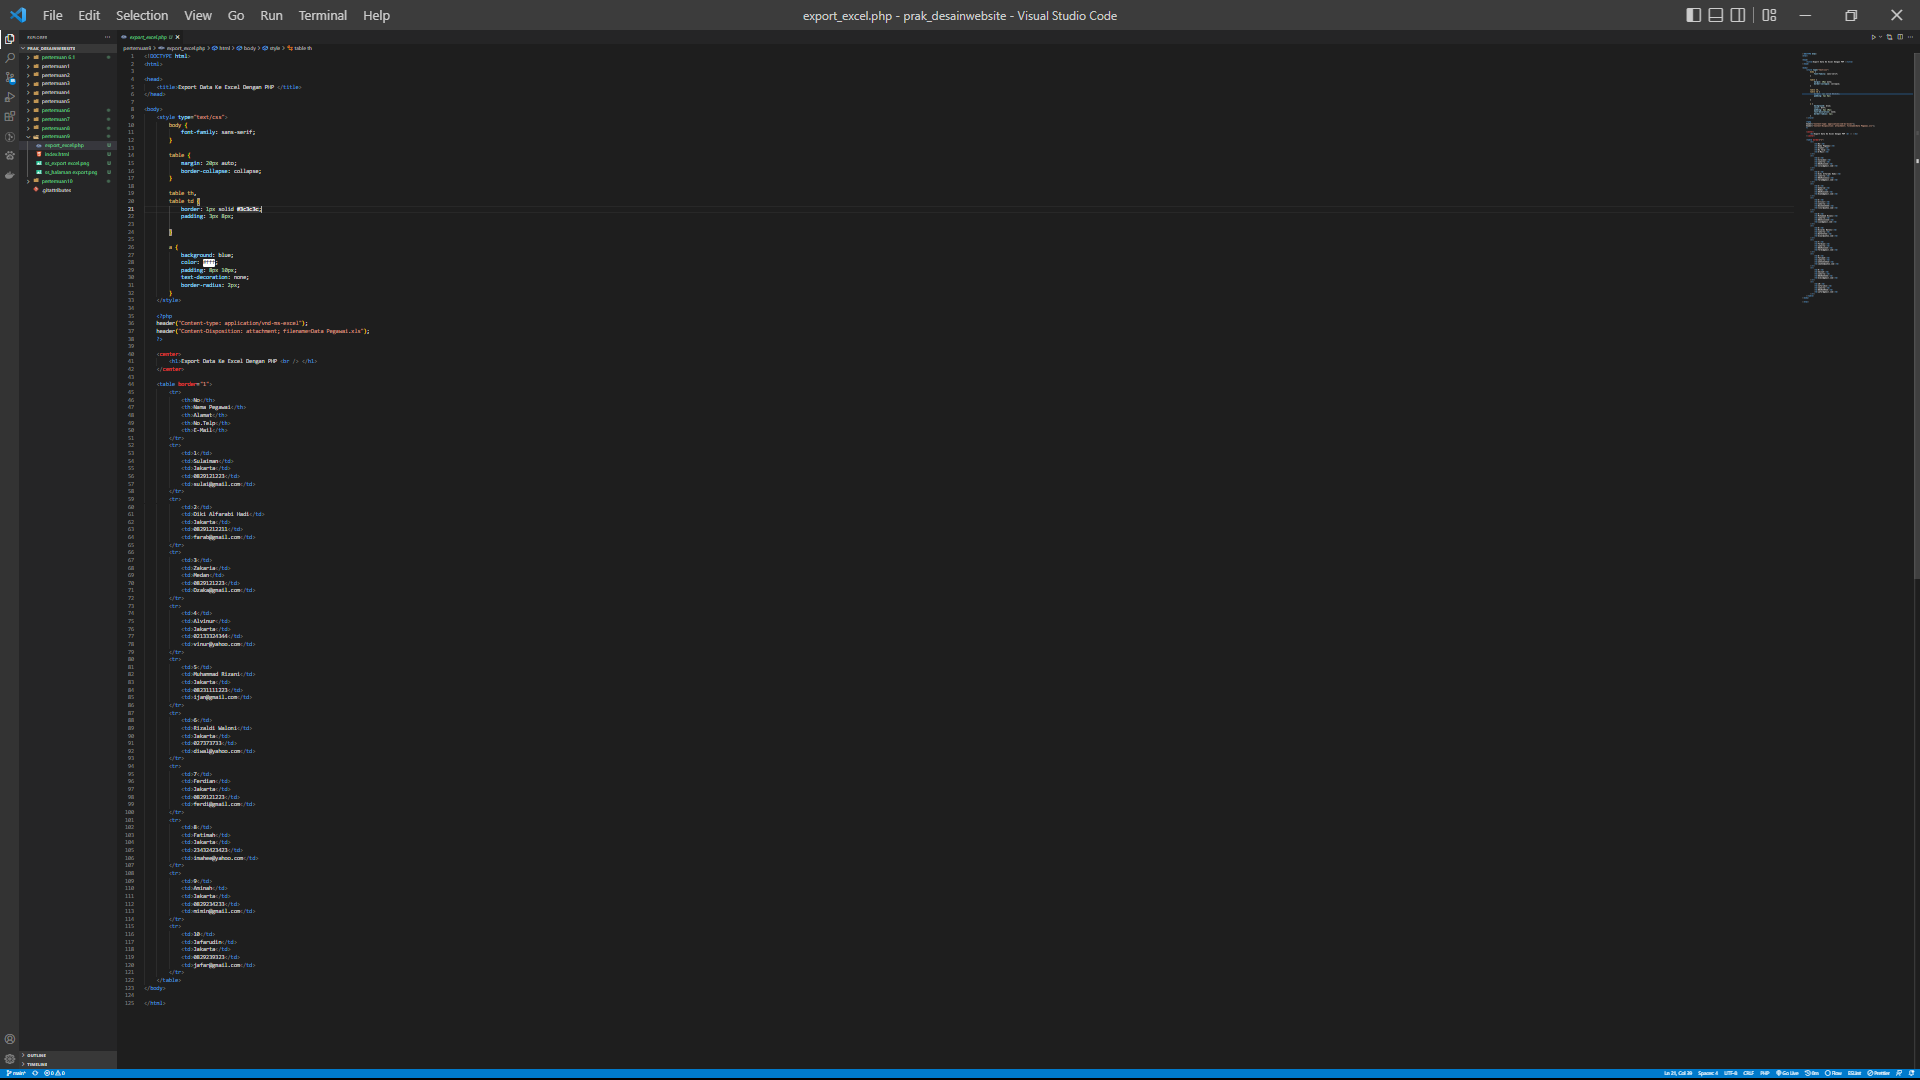 File Edit Selection View Go Run Terminal Help
export_excel.php - prak_desainwebsite - Visual Studio Code
EXPLORER
PRAK_DESAINWEBSITE
pertemuan 6.1
pertemuan1
pertemuan2
pertemuan3
pertemuan4
pertemuan5
pertemuan6
pertemuan7
pertemuan8
pertemuan9
export_excel.php U
index.html U
ss_export excel.png U
ss_halaman export.png U
pertemuan10
.gitattributes
OUTLINE
TIMELINE
export_excel.php U
pertemuan9 > export_excel.php > html > body > style > table th
1 <!DOCTYPE html>
2 <html>
3
4 <head>
5 <title>Export Data Ke Excel Dengan PHP </title>
6 </head>
7
8 <body>
9 <style type="text/css">
10 body {
11 font-family: sans-serif;
12 }
13
14 table {
15 margin: 20px auto;
16 border-collapse: collapse;
17 }
18
19 table th,
20 table td {
21 border: 1px solid #3c3c3c;
22 padding: 3px 8px;
23
24 }
25
26 a {
27 background: blue;
28 color: #fff;
29 padding: 8px 10px;
30 text-decoration: none;
31 border-radius: 2px;
32 }
33 </style>
34
35 <?php
36 header("Content-type: application/vnd-ms-excel");
37 header("Content-Disposition: attachment; filename=Data Pegawai.xls");
38 ?>
39
40 <center>
41 <h1>Export Data Ke Excel Dengan PHP <br /> </h1>
42 </center>
43
44 <table border="1">
45 <tr>
46 <th>No</th>
47 <th>Nama Pegawai</th>
48 <th>Alamat</th>
49 <th>No.Telp</th>
50 <th>E-Mail</th>
51 </tr>
52 <tr>
53 <td>1</td>
54 <td>Sulaiman</td>
55 <td>Jakarta</td>
56 <td>0829121223</td>
57 <td>sulai@gmail.com</td>
58 </tr>
59 <tr>
60 <td>2</td>
61 <td>Diki Alfarabi Hadi</td>
62 <td>Jakarta</td>
63 <td>08291212211</td>
64 <td>farab@gmail.com</td>
65 </tr>
66 <tr>
67 <td>3</td>
68 <td>Zakaria</td>
69 <td>Medan</td>
70 <td>0829121223</td>
71 <td>Dzaka@gmail.com</td>
72 </tr>
73 <tr>
74 <td>4</td>
75 <td>Alvinur</td>
76 <td>Jakarta</td>
77 <td>02133324344</td>
78 <td>vinur@yahoo.com</td>
79 </tr>
80 <tr>
81 <td>5</td>
82 <td>Muhammad Rizani</td>
83 <td>Jakarta</td>
84 <td>08231111223</td>
85 <td>ijan@gmail.com</td>
86 </tr>
87 <tr>
88 <td>6</td>
89 <td>Rizaldi Waloni</td>
90 <td>Jakarta</td>
91 <td>027373733</td>
92 <td>diwal@yahoo.com</td>
93 </tr>
94 <tr>
95 <td>7</td>
96 <td>Ferdian</td>
97 <td>Jakarta</td>
98 <td>0829121223</td>
99 <td>ferdi@gmail.com</td>
100 </tr>
101 <tr>
102 <td>8</td>
103 <td>Fatimah</td>
104 <td>Jakarta</td>
105 <td>23432423423</td>
106 <td>imahee@yahoo.com</td>
107 </tr>
108 <tr>
109 <td>9</td>
110 <td>Aminah</td>
111 <td>Jakarta</td>
112 <td>0829234233</td>
113 <td>mimin@gmail.com</td>
114 </tr>
115 <tr>
116 <td>10</td>
117 <td>Jafarudin</td>
118 <td>Jakarta</td>
119 <td>0829239323</td>
120 <td>jafar@gmail.com</td>
121 </tr>
122 </table>
123 </body>
124
125 </html>
main* 0 0 Ln 21, Col 39 Spaces: 4 UTF-8 CRLF PHP Go Live Flow ESLint Prettier